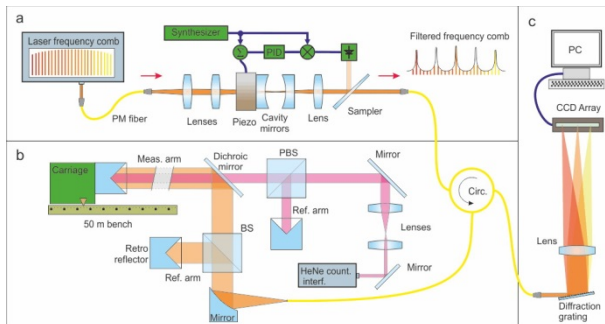 a
Laser frequency comb
PM fiber
Lenses
Synthesizer
Σ
PID
Piezo
Cavity
mirrors
Lens
Sampler
Filtered frequency comb
b
Carriage
50 m bench
Meas. arm
Dichroic
mirror
PBS
Ref. arm
Mirror
Lenses
Mirror
HeNe count.
interf.
Retro
reflector
Ref. arm
BS
Mirror
Circ.
c
PC
CCD Array
Lens
Diffraction
grating